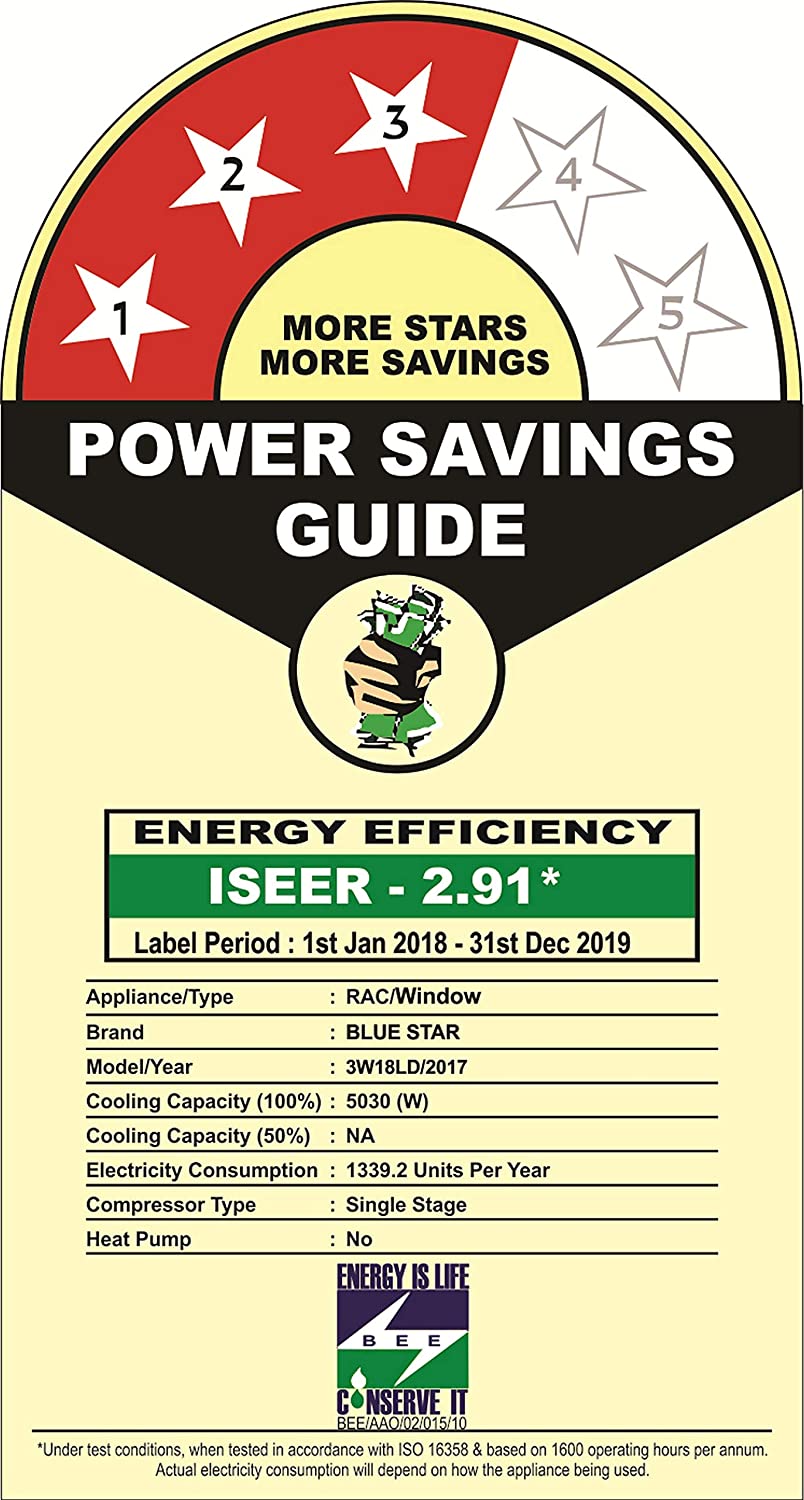 1 2 3 4 5
MORE STARS
MORE SAVINGS
POWER SAVINGS
GUIDE
ENERGY EFFICIENCY
ISEER - 2.91*
Label Period : 1st Jan 2018 - 31st Dec 2019
Appliance/Type : RAC/Window
Brand : BLUE STAR
Model/Year : 3W18LD/2017
Cooling Capacity (100%) : 5030 (W)
Cooling Capacity (50%) : NA
Electricity Consumption : 1339.2 Units Per Year
Compressor Type : Single Stage
Heat Pump : No
ENERGY IS LIFE
BEE
CONSERVE IT
BEE/AAO/02/015/10
*Under test conditions, when tested in accordance with ISO 16358 & based on 1600 operating hours per annum.
Actual electricity consumption will depend on how the appliance being used.